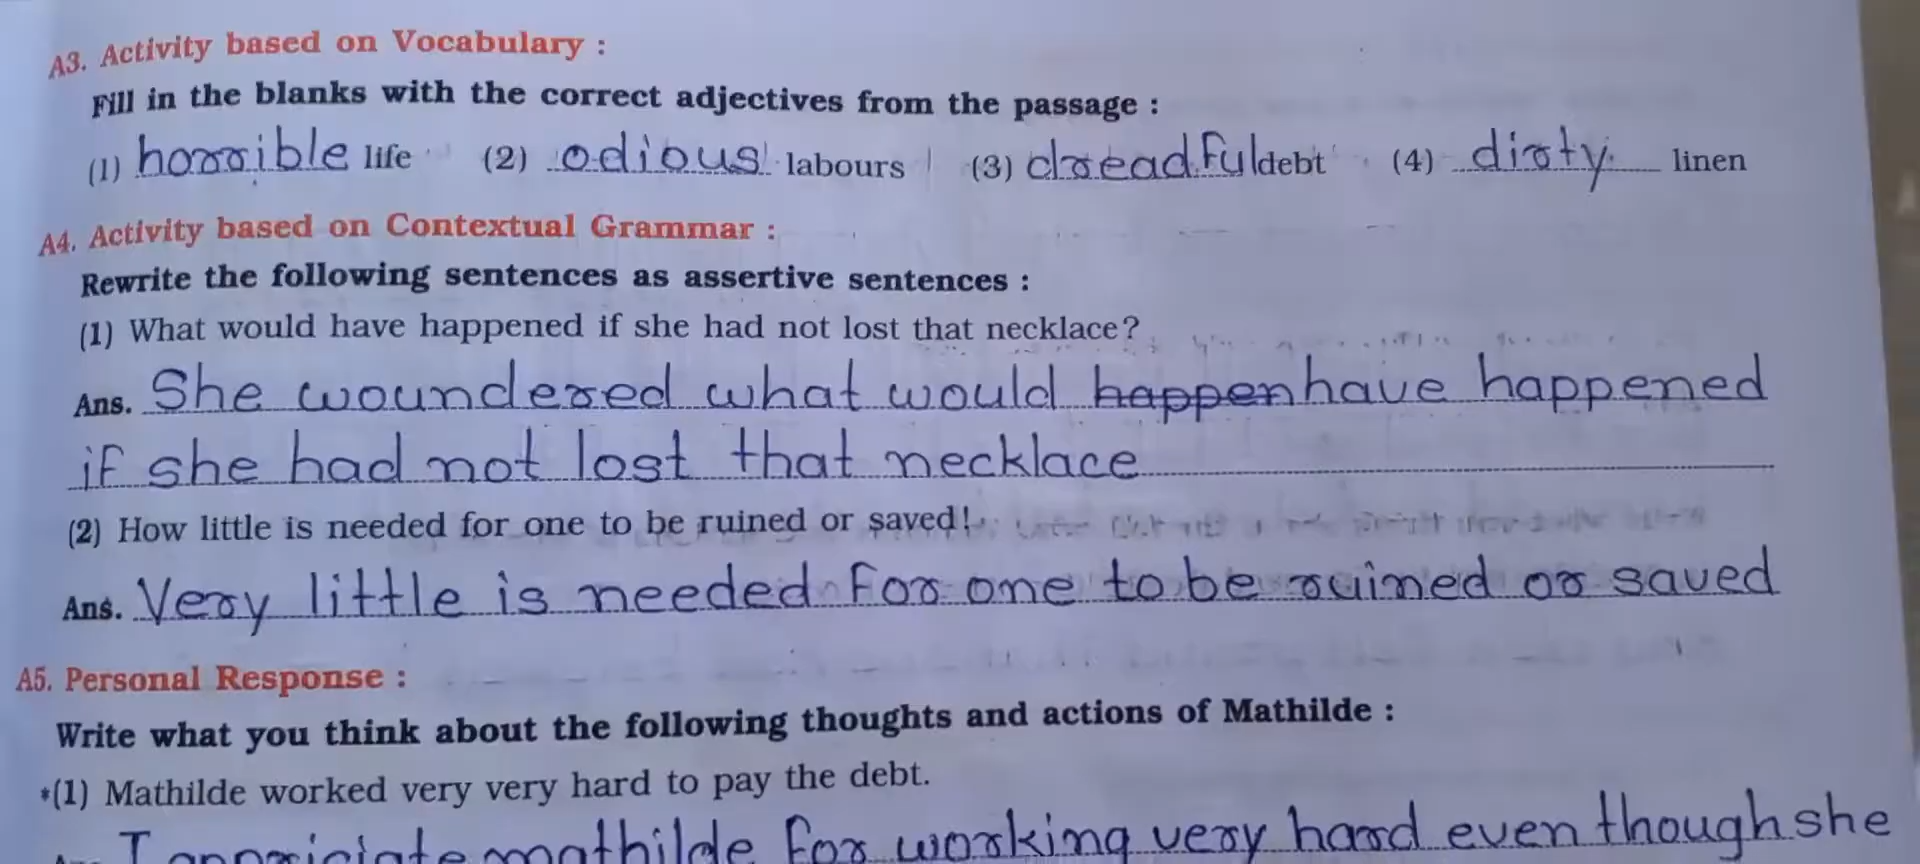 A3. Activity based on Vocabulary :
Fill in the blanks with the correct adjectives from the passage :
(1) horrible life (2) odious labours (3) dreadful debt (4) dirty linen
A4. Activity based on Contextual Grammar :
Rewrite the following sentences as assertive sentences :
(1) What would have happened if she had not lost that necklace?
Ans. She woundered what would happen have happened
if she had not lost that necklace
(2) How little is needed for one to be ruined or saved!
Ans. Very little is needed for one to be ruined or saved
A5. Personal Response :
Write what you think about the following thoughts and actions of Mathilde :
*(1) Mathilde worked very very hard to pay the debt.
I mathilde for working very hard even though she